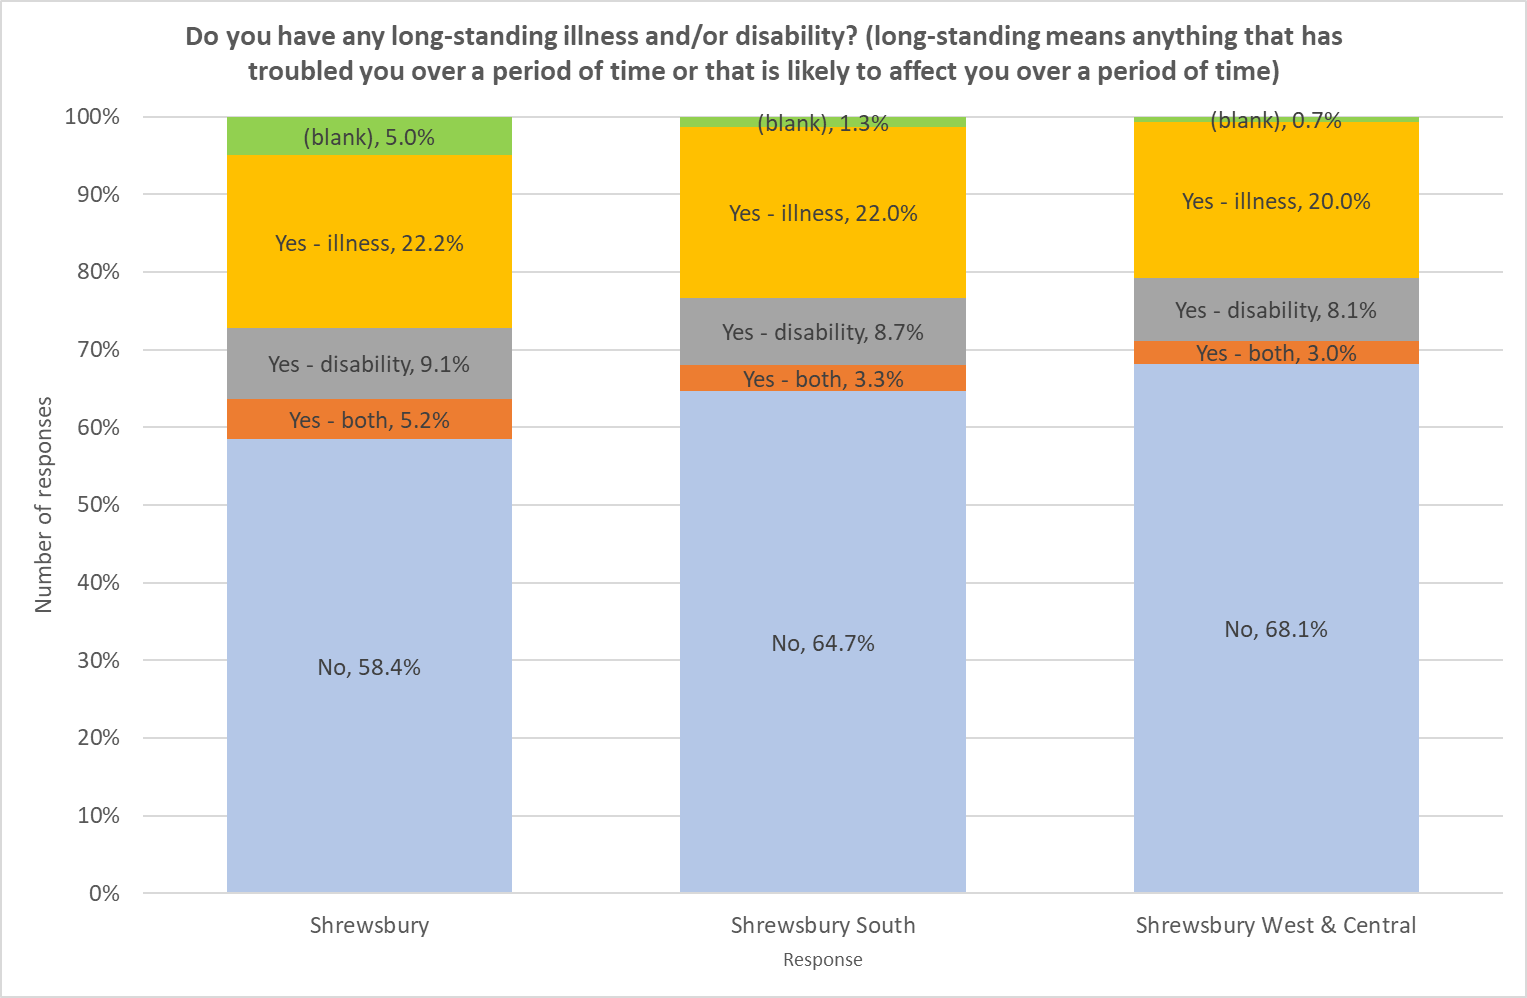 Do you have any long-standing illness and/or disability? (long-standing means anything that has
troubled you over a period of time or that is likely to affect you over a period of time)
100%
90%
80%
70%
60%
50%
40%
30%
20%
10%
0%
Number of responses
(blank), 5.0%
Yes - illness, 22.2%
Yes - disability, 9.1%
Yes - both, 5.2%
No, 58.4%
(blank), 1.3%
Yes - illness, 22.0%
Yes - disability, 8.7%
Yes - both, 3.3%
No, 64.7%
(blank), 0.7%
Yes - illness, 20.0%
Yes - disability, 8.1%
Yes - both, 3.0%
No, 68.1%
Shrewsbury
Shrewsbury South
Shrewsbury West & Central
Response